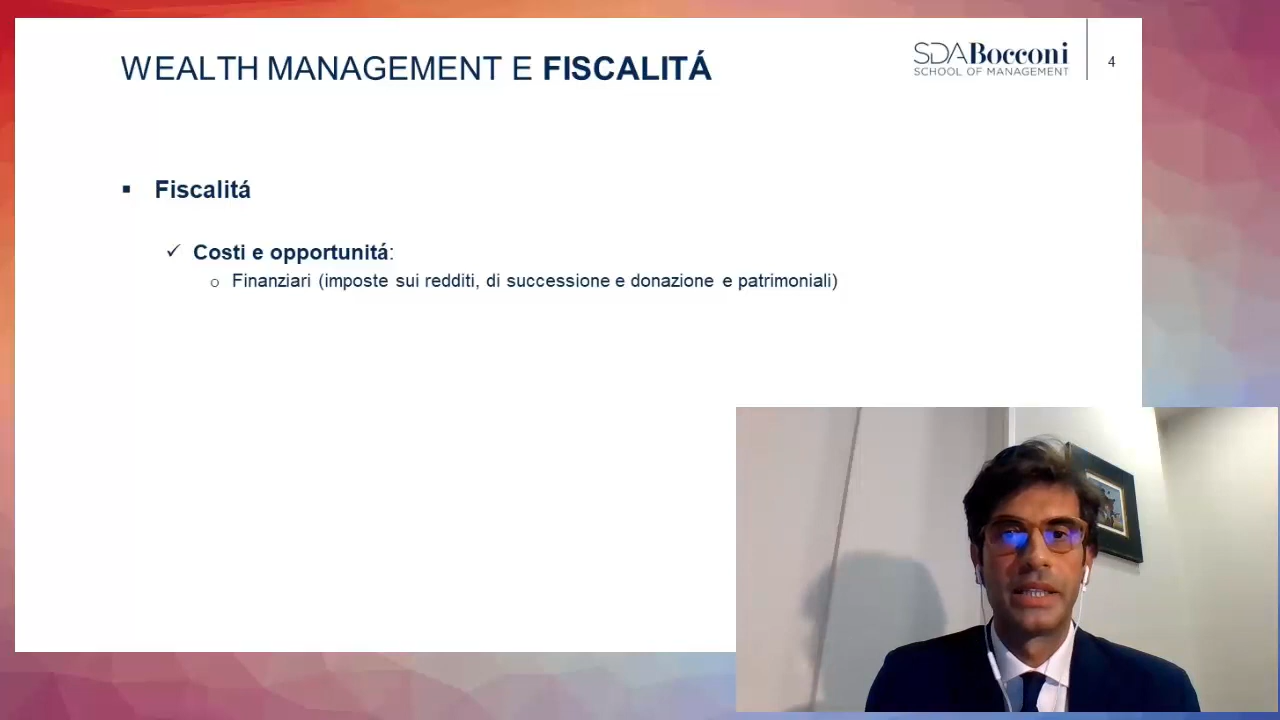 WEALTH MANAGEMENT E FISCALITÁ
SDA Bocconi
SCHOOL OF MANAGEMENT
4
Fiscalitá
Costi e opportunitá:
Finanziari (imposte sui redditi, di successione e donazione e patrimoniali)